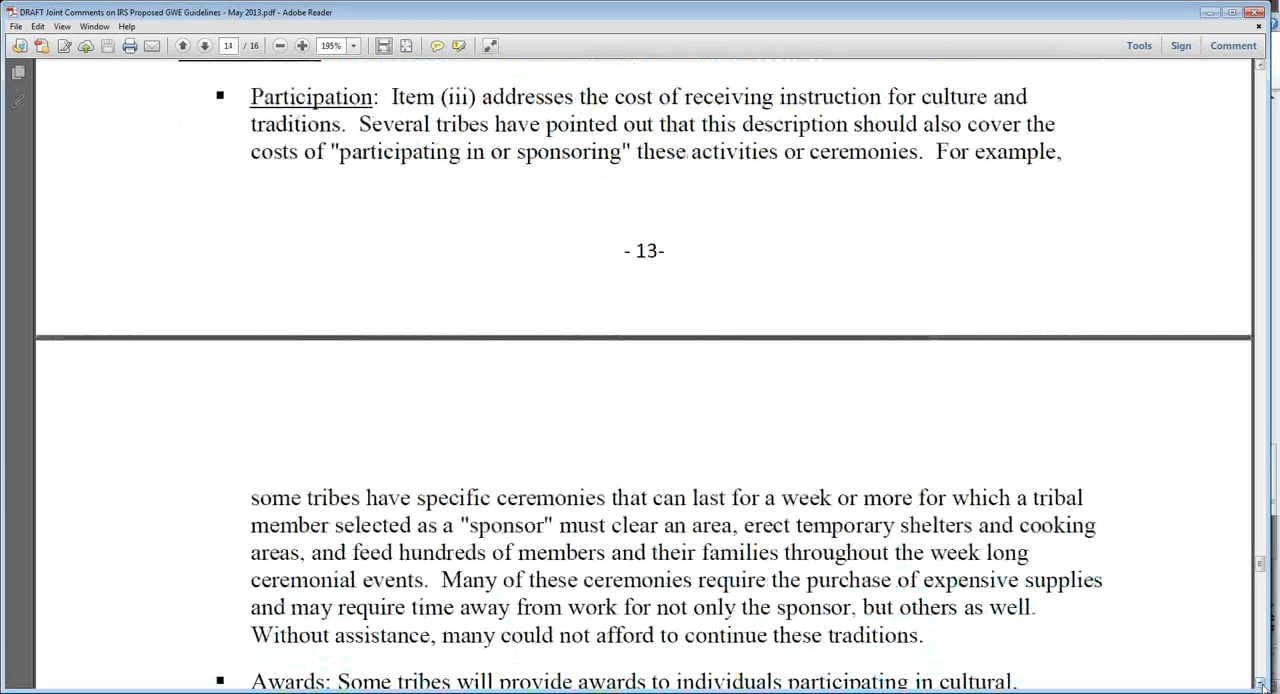 DRAFT Joint Comments on IRS Proposed GWE Guidelines - May 2013.pdf - Adobe Reader
File Edit View Window Help
14 / 16 195% Tools Sign Comment
▪ Participation: Item (iii) addresses the cost of receiving instruction for culture and
traditions. Several tribes have pointed out that this description should also cover the
costs of "participating in or sponsoring" these activities or ceremonies. For example,
- 13-
some tribes have specific ceremonies that can last for a week or more for which a tribal
member selected as a "sponsor" must clear an area, erect temporary shelters and cooking
areas, and feed hundreds of members and their families throughout the week long
ceremonial events. Many of these ceremonies require the purchase of expensive supplies
and may require time away from work for not only the sponsor, but others as well.
Without assistance, many could not afford to continue these traditions.
▪ Awards: Some tribes will provide awards to individuals participating in cultural,